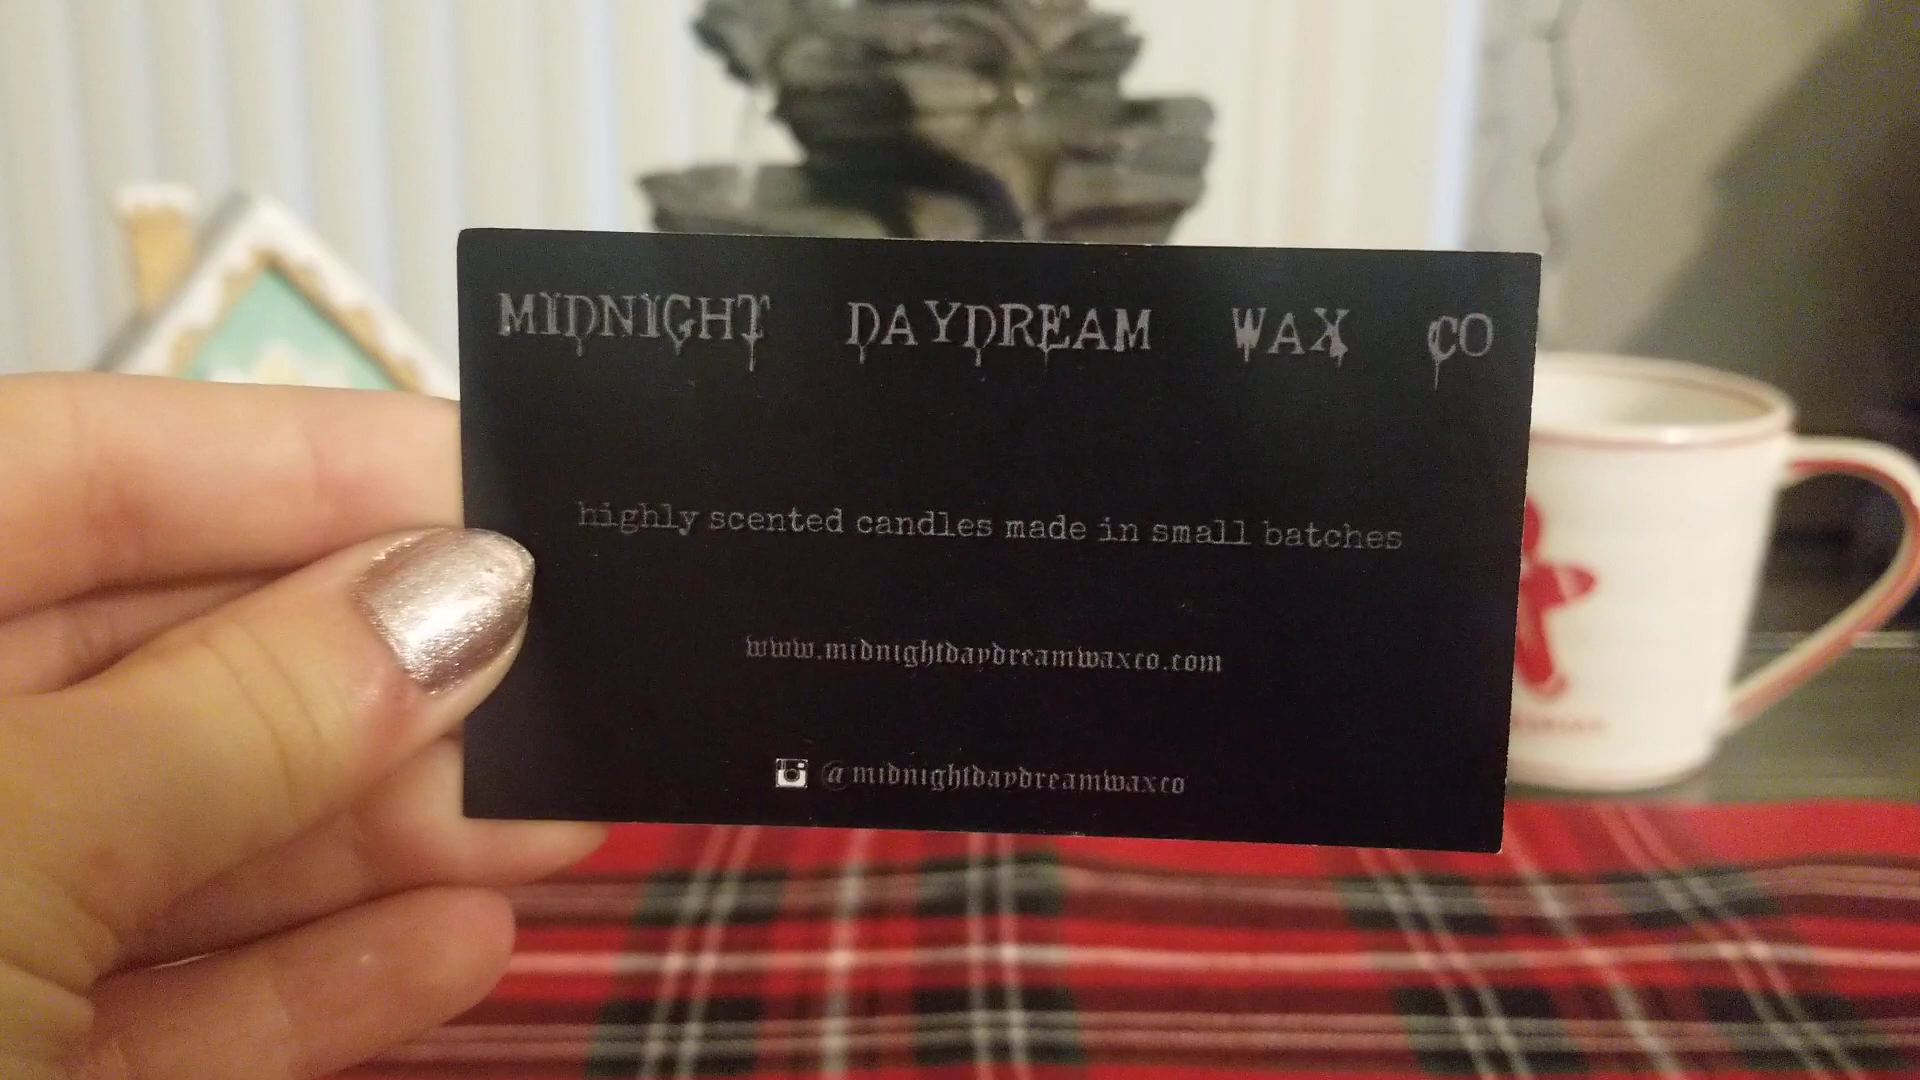 MIDNIGHT DAYDREAM WAX CO
highly scented candles made in small batches
www.midnightdaydreamwaxco.com
@midnightdaydreamwaxco